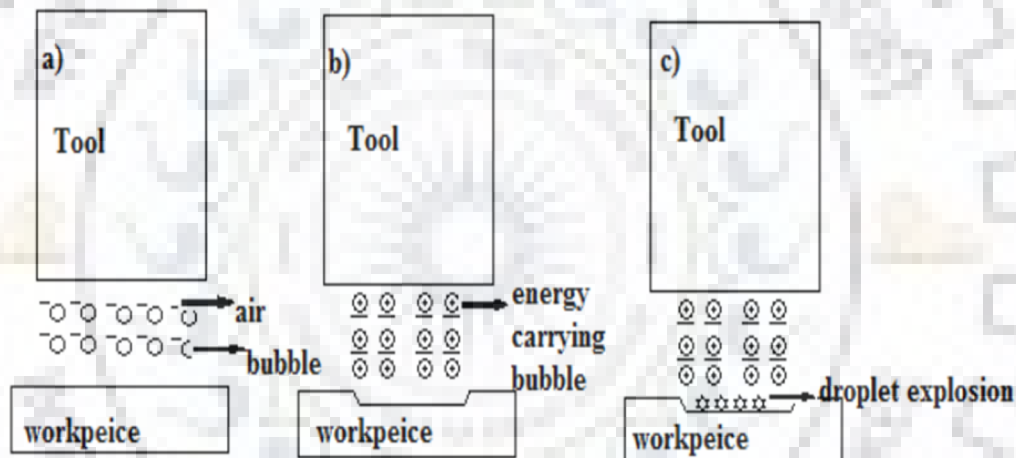 a)
Tool
air
bubble
workpeice
b)
Tool
energy
carrying
bubble
workpeice
c)
Tool
droplet explosion
workpeice